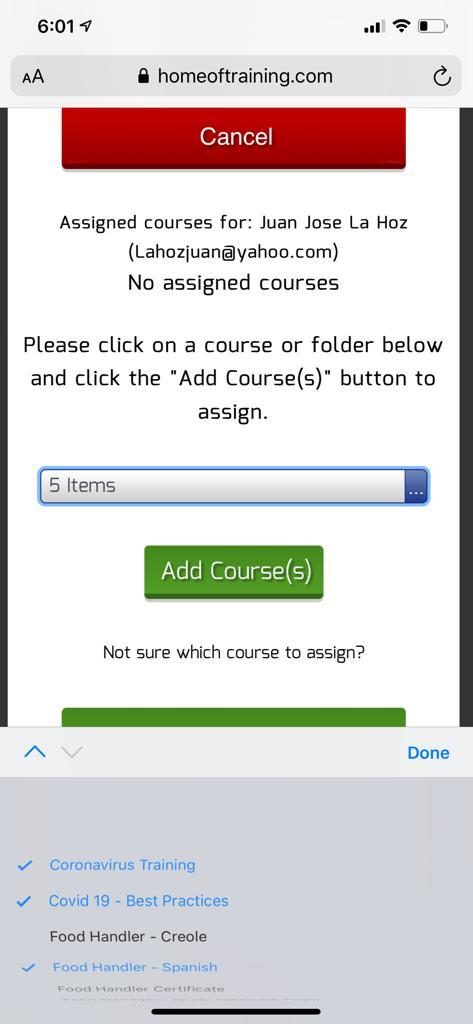 6:01
AA
homeoftraining.com
Cancel
Assigned courses for: Juan Jose La Hoz
(Lahozjuan@yahoo.com)
No assigned courses
Please click on a course or folder below
and click the "Add Course(s)" button to
assign.
5 Items
...
Add Course(s)
Not sure which course to assign?
Done
Coronavirus Training
Covid 19 - Best Practices
Food Handler - Creole
Food Handler - Spanish
Food Handler Certificate